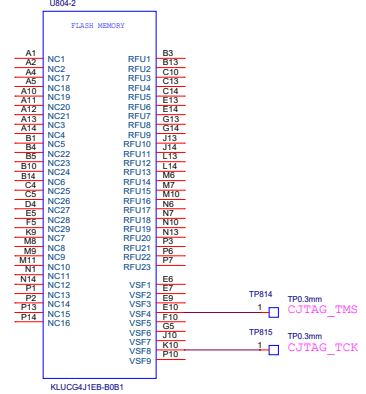 U804-2
FLASH MEMORY
A1 NC1 RFU1 B3
A2 NC2 RFU2 B13
A4 NC17 RFU3 C10
A5 NC18 RFU4 C13
A10 NC19 RFU5 C14
A11 NC20 RFU6 E13
A12 NC21 RFU7 E14
A13 NC3 RFU8 G13
A14 NC4 RFU9 G14
B1 NC5 RFU10 J13
B4 NC22 RFU11 J14
B5 NC23 RFU12 L13
B10 NC24 RFU13 L14
B14 NC6 RFU14 M6
C4 NC25 RFU15 M7
C5 NC26 RFU16 M10
D4 NC27 RFU17 N6
E5 NC28 RFU18 N7
F5 NC7 RFU19 N10
K9 NC8 RFU20 N13
M8 NC9 RFU21 P3
M9 NC10 RFU22 P6
M11 NC11 RFU23 P7
N1 NC12 VSF1 E6
N14 NC13 VSF2 E7
P1 NC14 VSF3 E9
P2 NC15 VSF4 E10 1 TP814 TP0.3mm CJTAG_TMS
P13 NC16 VSF5 F10
P14 VSF6 G5
VSF7 J10
VSF8 K10 1 TP815 TP0.3mm CJTAG_TCK
VSF9 P10
KLUCG4J1EB-B0B1